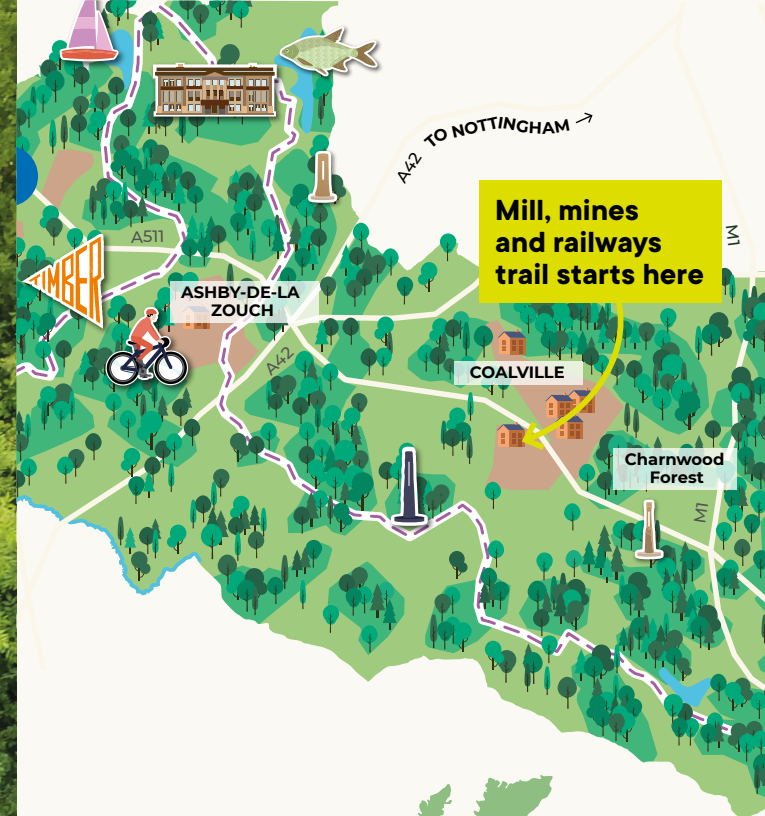 A42 TO NOTTINGHAM →
Mill, mines
and railways
trail starts here
M1
A511
TIMBER
ASHBY-DE-LA
ZOUCH
A42
COALVILLE
Charnwood
Forest
M1